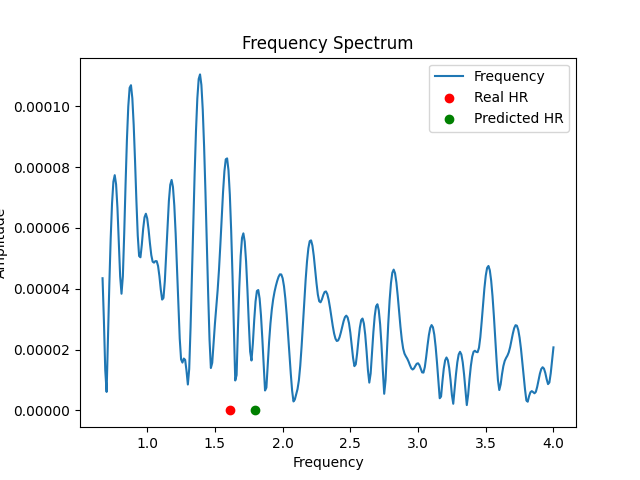 Frequency Spectrum
Frequency
Real HR
Predicted HR
Amplitude
0.00010
0.00008
0.00006
0.00004
0.00002
0.00000
1.0 1.5 2.0 2.5 3.0 3.5 4.0
Frequency